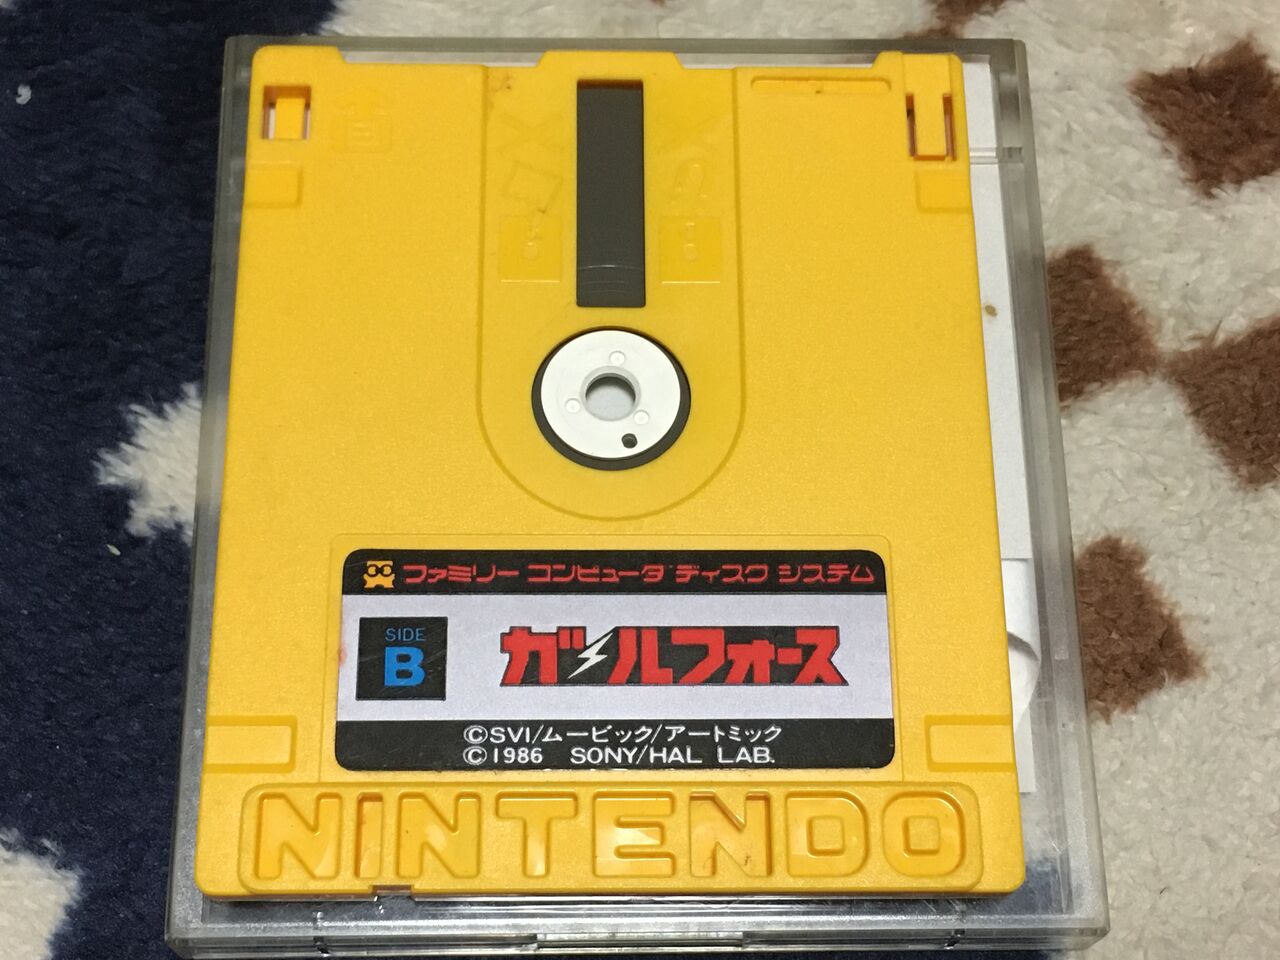 ファミリー コンピュータ ディスク システム
SIDE
B
ガールフォース
©SVI/ムービック/アートミック
©1986 SONY/HAL LAB.
NINTENDO